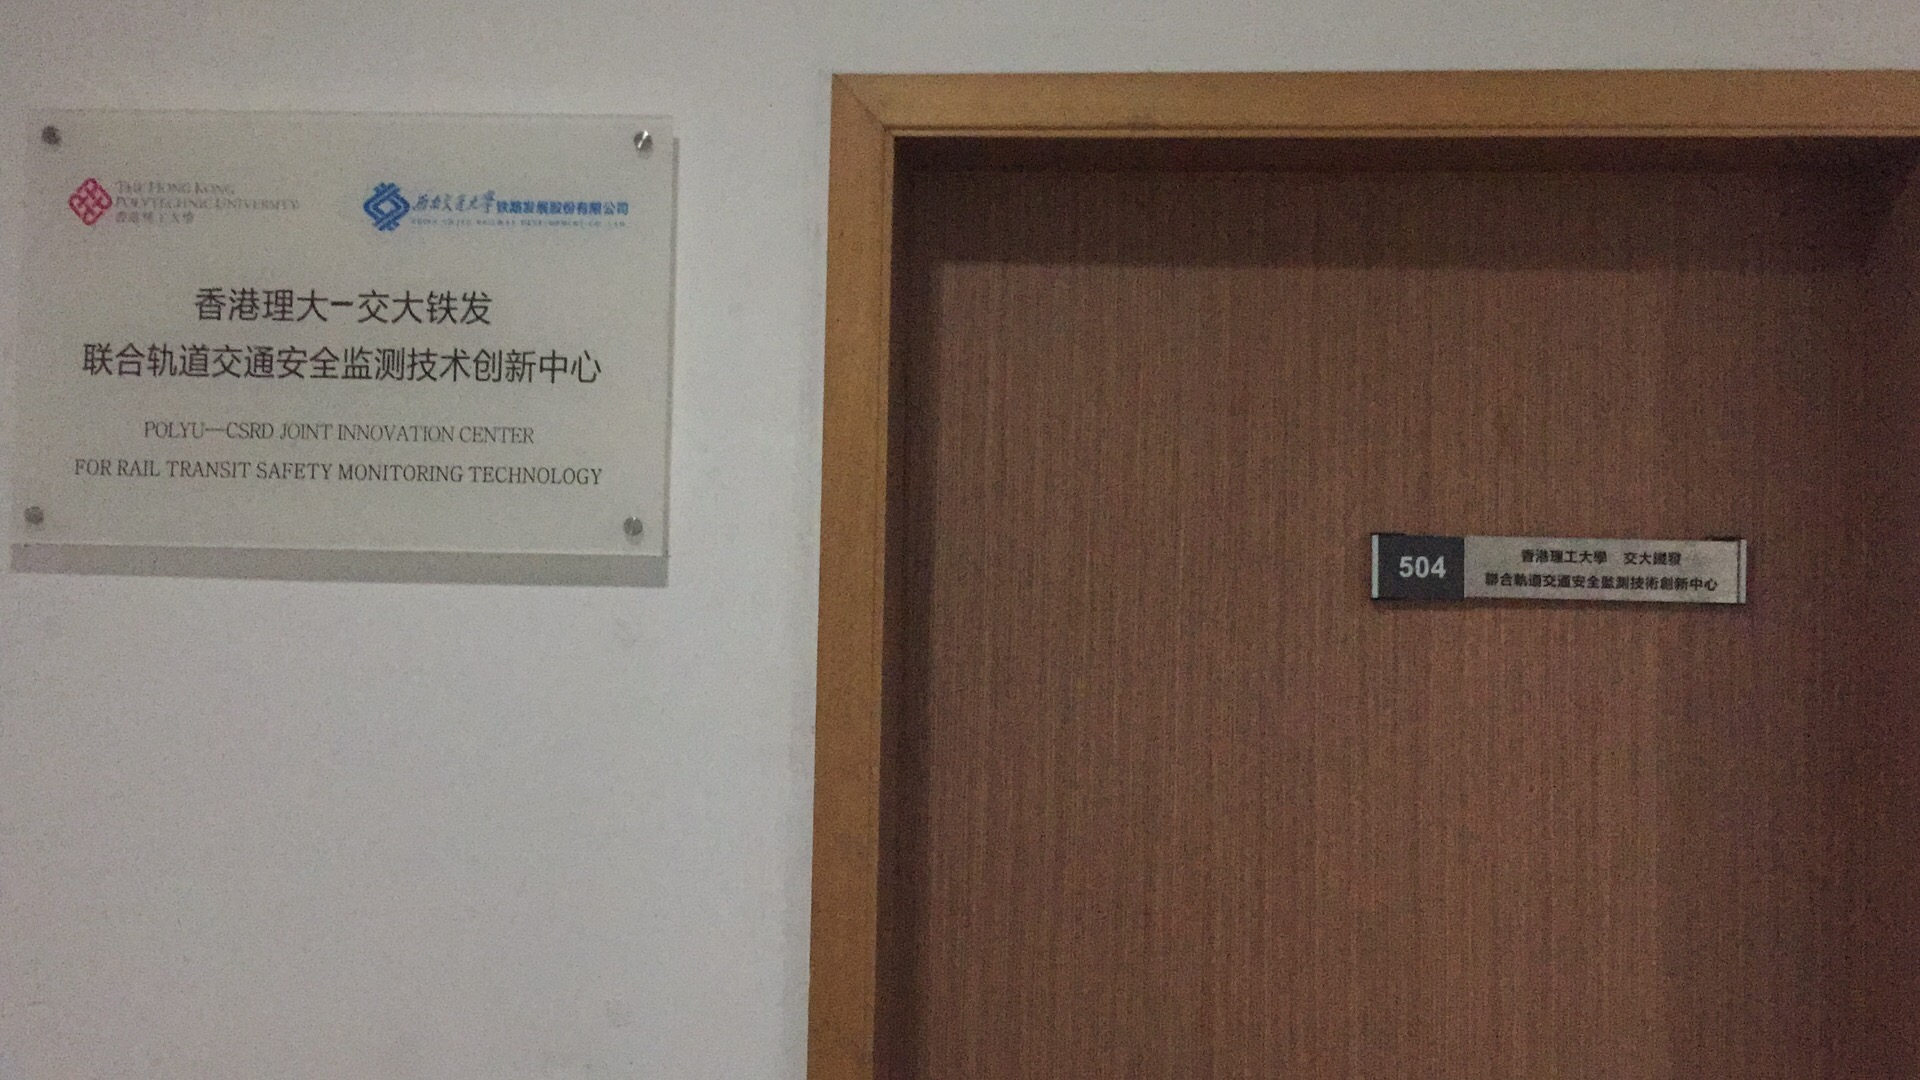 THE HONG KONG
POLYTECHNIC UNIVERSITY
香港理工大學
西南交通大學铁路发展股份有限公司
香港理大—交大铁发
联合轨道交通安全监测技术创新中心
POLYU—CSRD JOINT INNOVATION CENTER
FOR RAIL TRANSIT SAFETY MONITORING TECHNOLOGY
504
香港理工大學 交大鐵發
聯合軌道交通安全監測技術創新中心